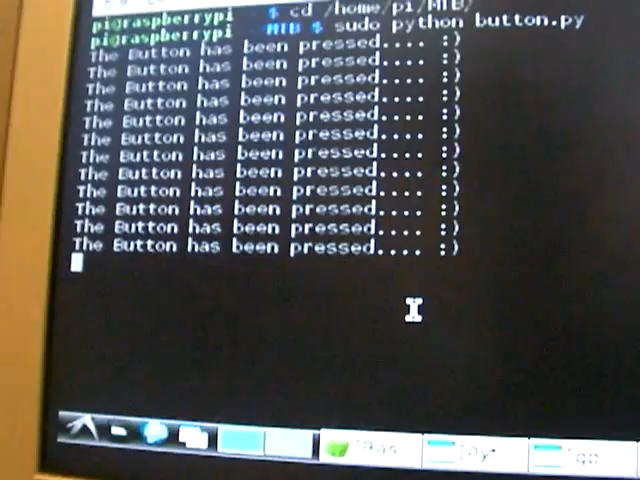 pi@raspberrypi $ cd /home/pi/MTB/
pi@raspberrypi MTB $ sudo python button.py
The Button has been pressed.... :)
The Button has been pressed.... :)
The Button has been pressed.... :)
The Button has been pressed.... :)
The Button has been pressed.... :)
The Button has been pressed.... :)
The Button has been pressed.... :)
The Button has been pressed.... :)
The Button has been pressed.... :)
The Button has been pressed.... :)
The Button has been pressed.... :)
The Button has been pressed.... :)